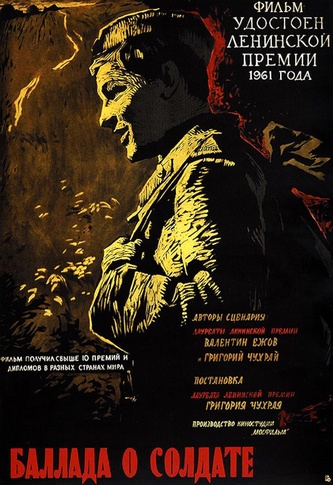 ФИЛЬМ
УДОСТОЕН
ЛЕНИНСКОЙ
ПРЕМИИ
1961 ГОДА
АВТОРЫ СЦЕНАРИЯ
ЛАУРЕАТЫ ЛЕНИНСКОЙ ПРЕМИИ
ВАЛЕНТИН ЕЖОВ
и ГРИГОРИЙ ЧУХРАЙ
ФИЛЬМ ПОЛУЧИЛ СВЫШЕ 10 ПРЕМИЙ И
ДИПЛОМОВ В РАЗНЫХ СТРАНАХ МИРА
ПОСТАНОВКА
ЛАУРЕАТА ЛЕНИНСКОЙ ПРЕМИИ
ГРИГОРИЯ ЧУХРАЯ
ПРОИЗВОДСТВО КИНОСТУДИИ
"МОСФИЛЬМ"
БАЛЛАДА О СОЛДАТЕ